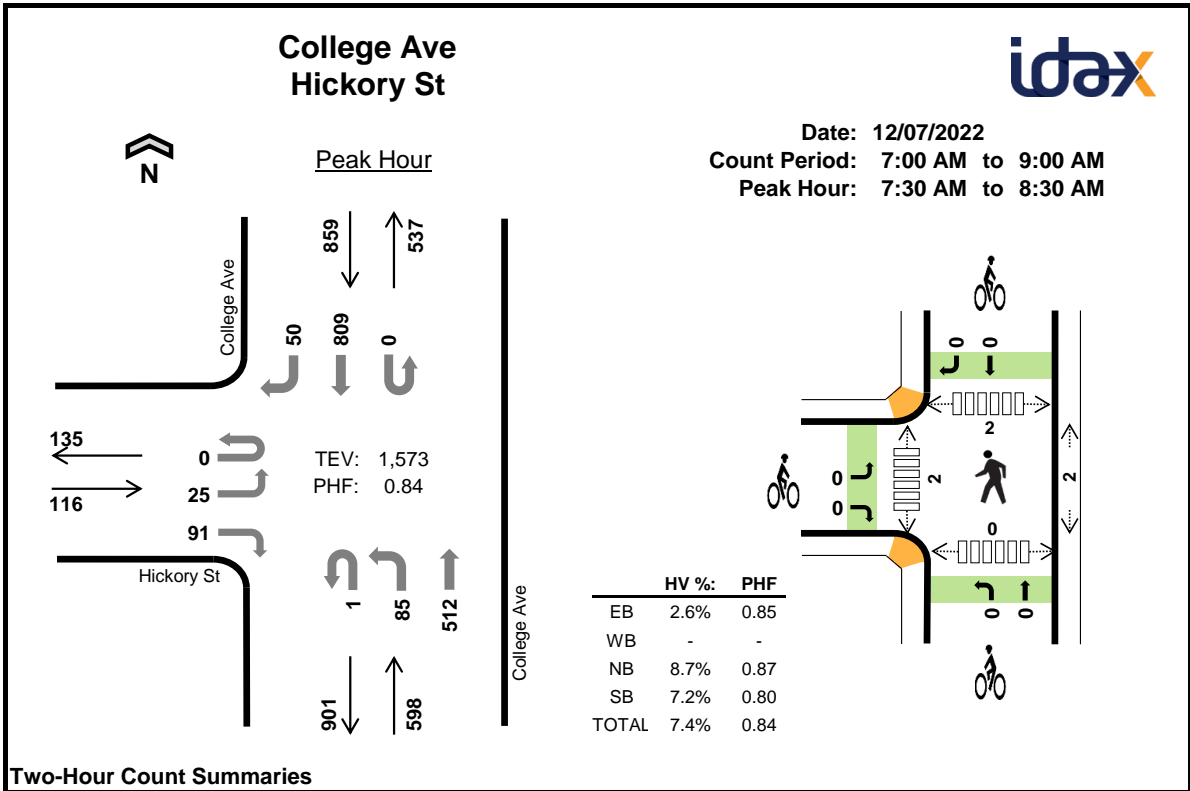 College Ave
Hickory St
idax
N
Peak Hour
Date: 12/07/2022
Count Period: 7:00 AM to 9:00 AM
Peak Hour: 7:30 AM to 8:30 AM
859
537
College Ave
50
809
0
135
116
0
25
91
TEV: 1,573
PHF: 0.84
Hickory St
1
85
512
College Ave
901
598
HV %: PHF
EB 2.6% 0.85
WB - -
NB 8.7% 0.87
SB 7.2% 0.80
TOTAL 7.4% 0.84
0
0
2
0
0
2
2
0
0
0
Two-Hour Count Summaries